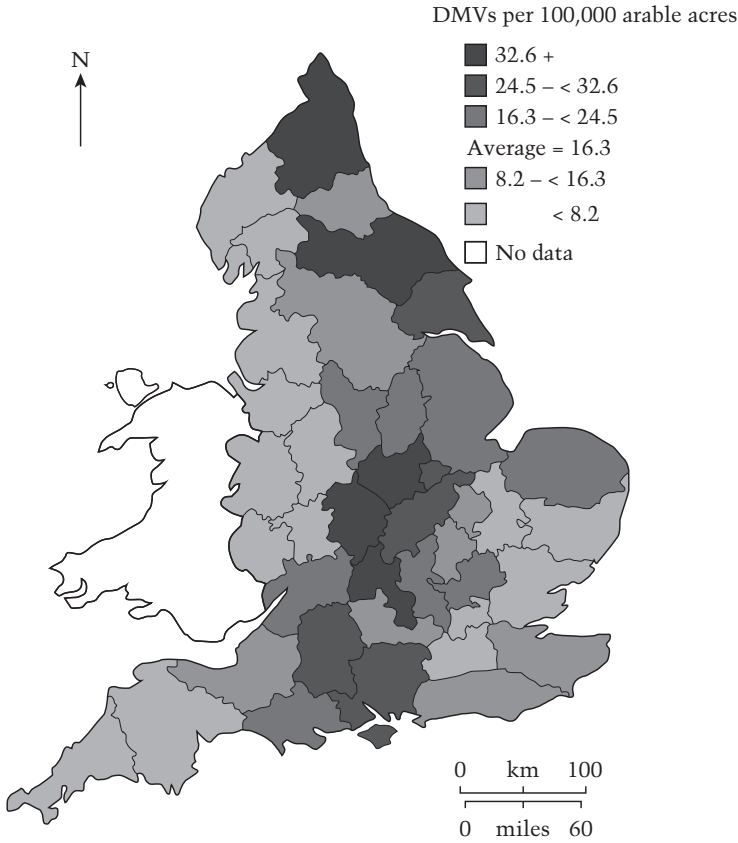 DMVs per 100,000 arable acres
N
32.6 +
24.5 – < 32.6
16.3 – < 24.5
Average = 16.3
8.2 – < 16.3
< 8.2
No data
0 km 100
0 miles 60